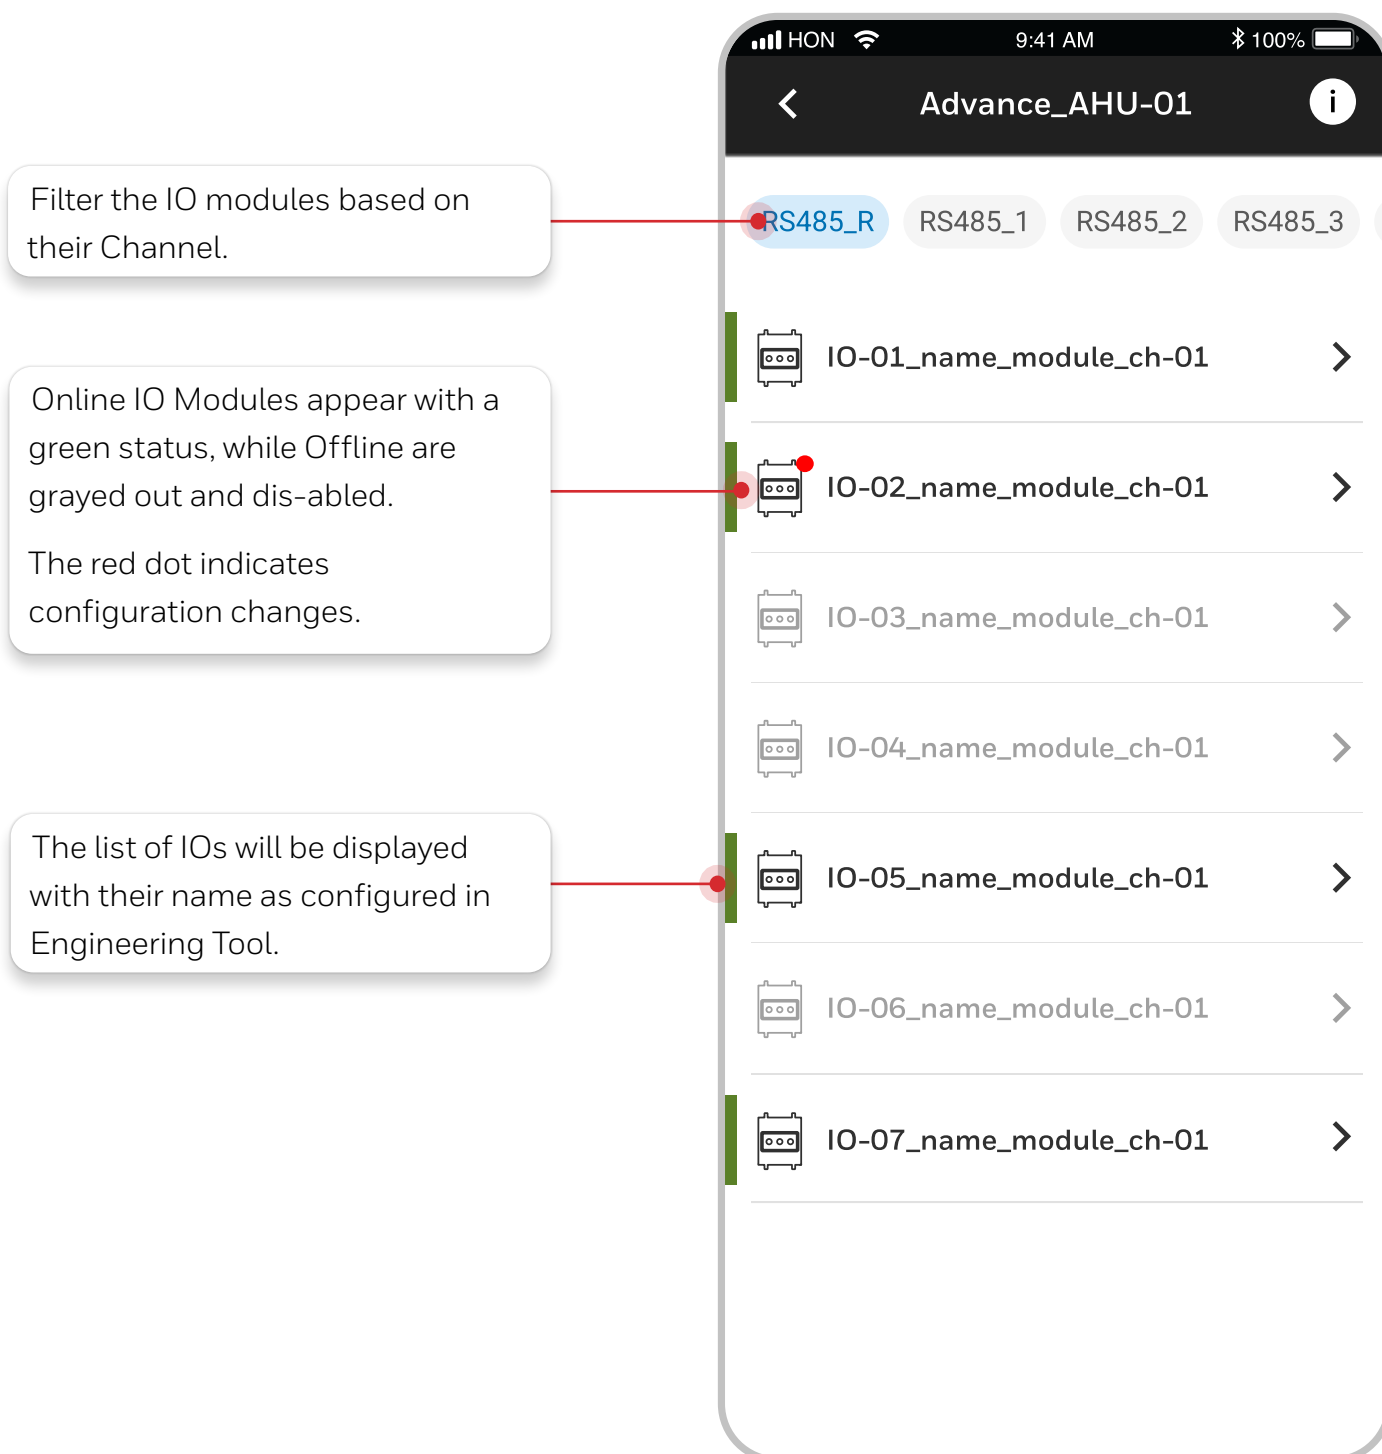 HON 9:41 AM 100%
Advance_AHU-01
i
Filter the IO modules based on
their Channel.
RS485_R RS485_1 RS485_2 RS485_3
Online IO Modules appear with a
green status, while Offline are
grayed out and dis-abled.
The red dot indicates
configuration changes.
The list of IOs will be displayed
with their name as configured in
Engineering Tool.
IO-01_name_module_ch-01
IO-02_name_module_ch-01
IO-03_name_module_ch-01
IO-04_name_module_ch-01
IO-05_name_module_ch-01
IO-06_name_module_ch-01
IO-07_name_module_ch-01